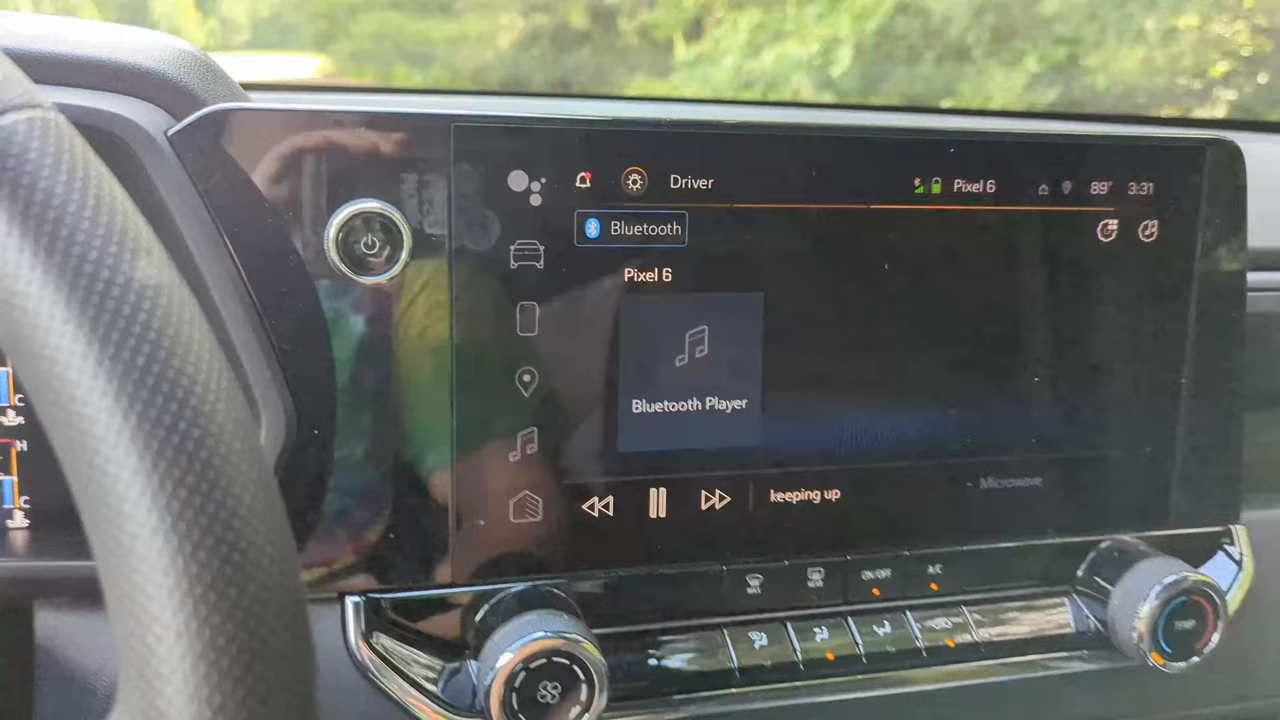 Driver
Pixel 6
89°
3:31
Bluetooth
Pixel 6
Bluetooth Player
keeping up
Microwave
ON/OFF
A/C
TEMP
C
H
C